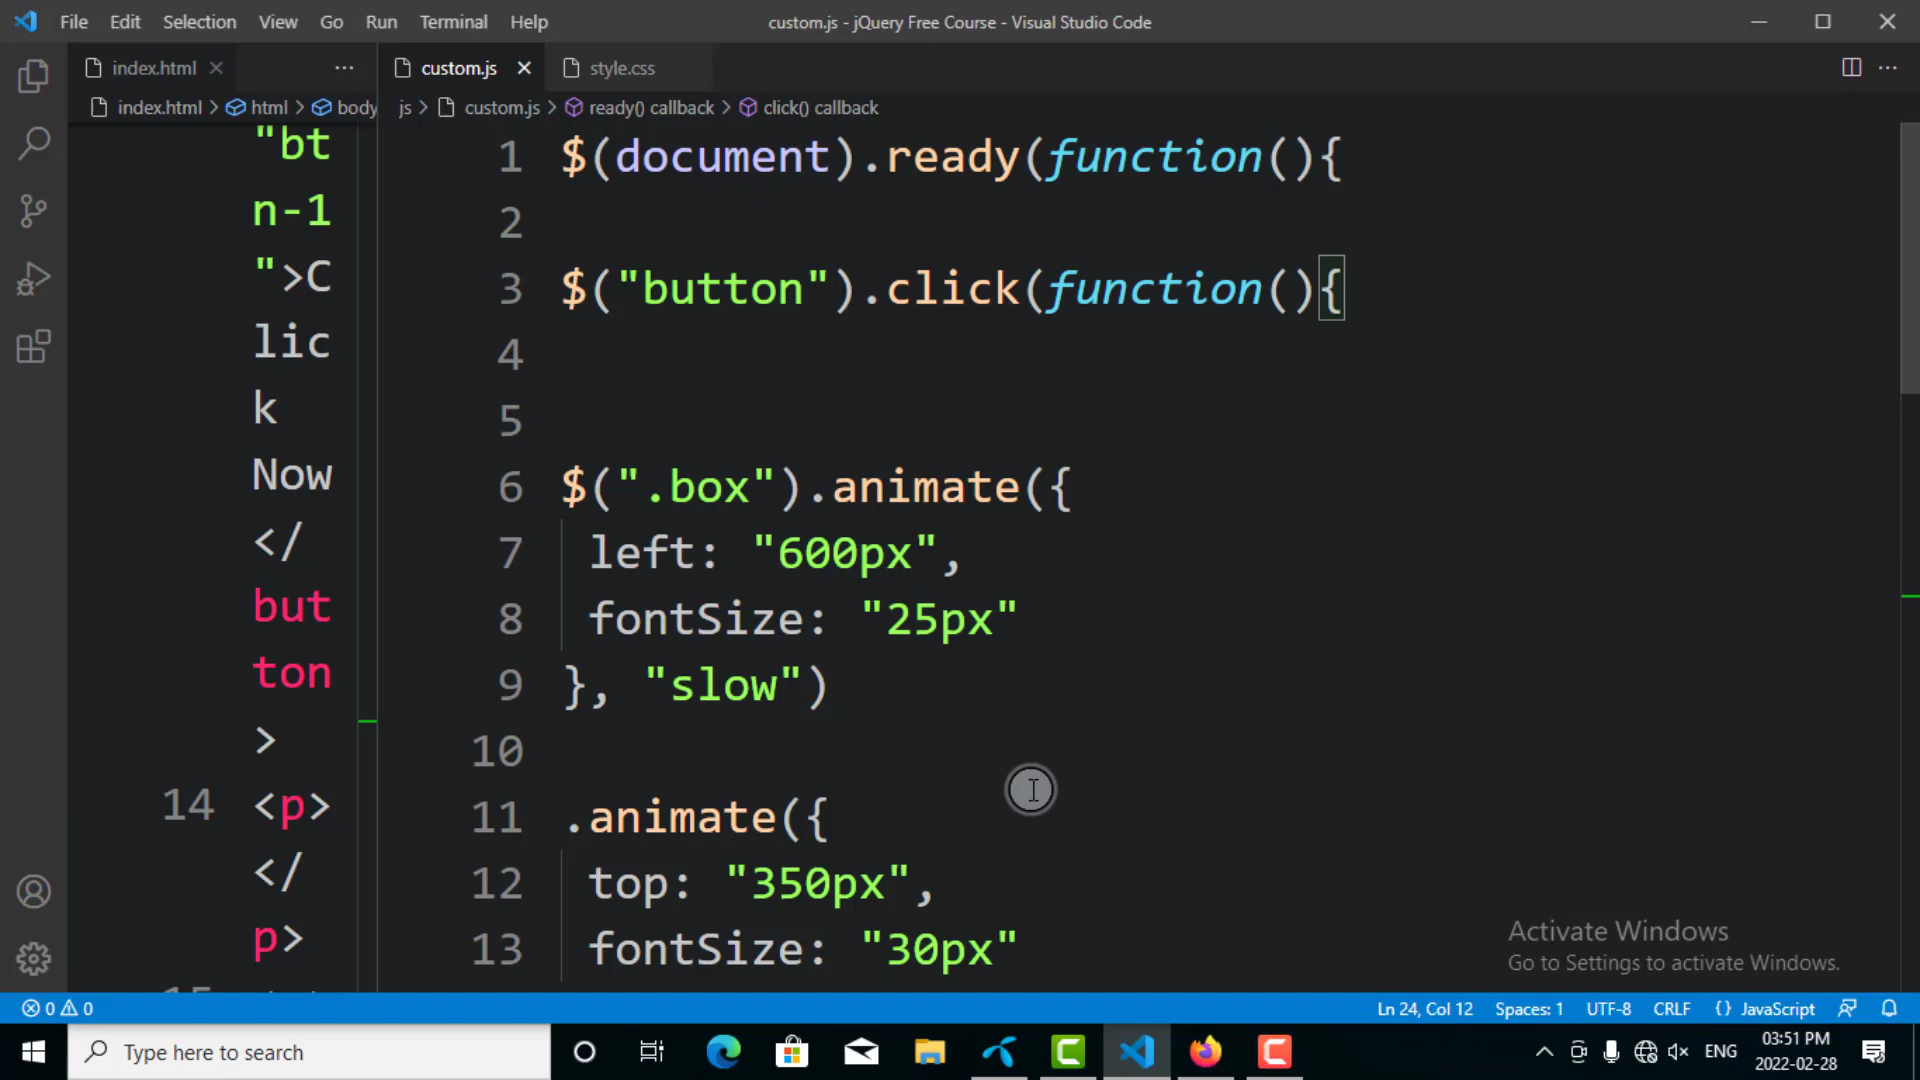 File Edit Selection View Go Run Terminal Help custom.js - jQuery Free Course - Visual Studio Code
index.html custom.js style.css
index.html > html > body js > custom.js > ready() callback > click() callback
"bt
n-1
">C
lic
k
Now
</
but
ton
>
14 <p>
</
p>
1 $(document).ready(function(){
2
3 $("button").click(function(){
4
5
6 $(".box").animate({
7 left: "600px",
8 fontSize: "25px"
9 }, "slow")
10
11 .animate({
12 top: "350px",
13 fontSize: "30px"
Activate Windows
Go to Settings to activate Windows.
0 0 Ln 24, Col 12 Spaces: 1 UTF-8 CRLF {} JavaScript
Type here to search
ENG
03:51 PM
2022-02-28